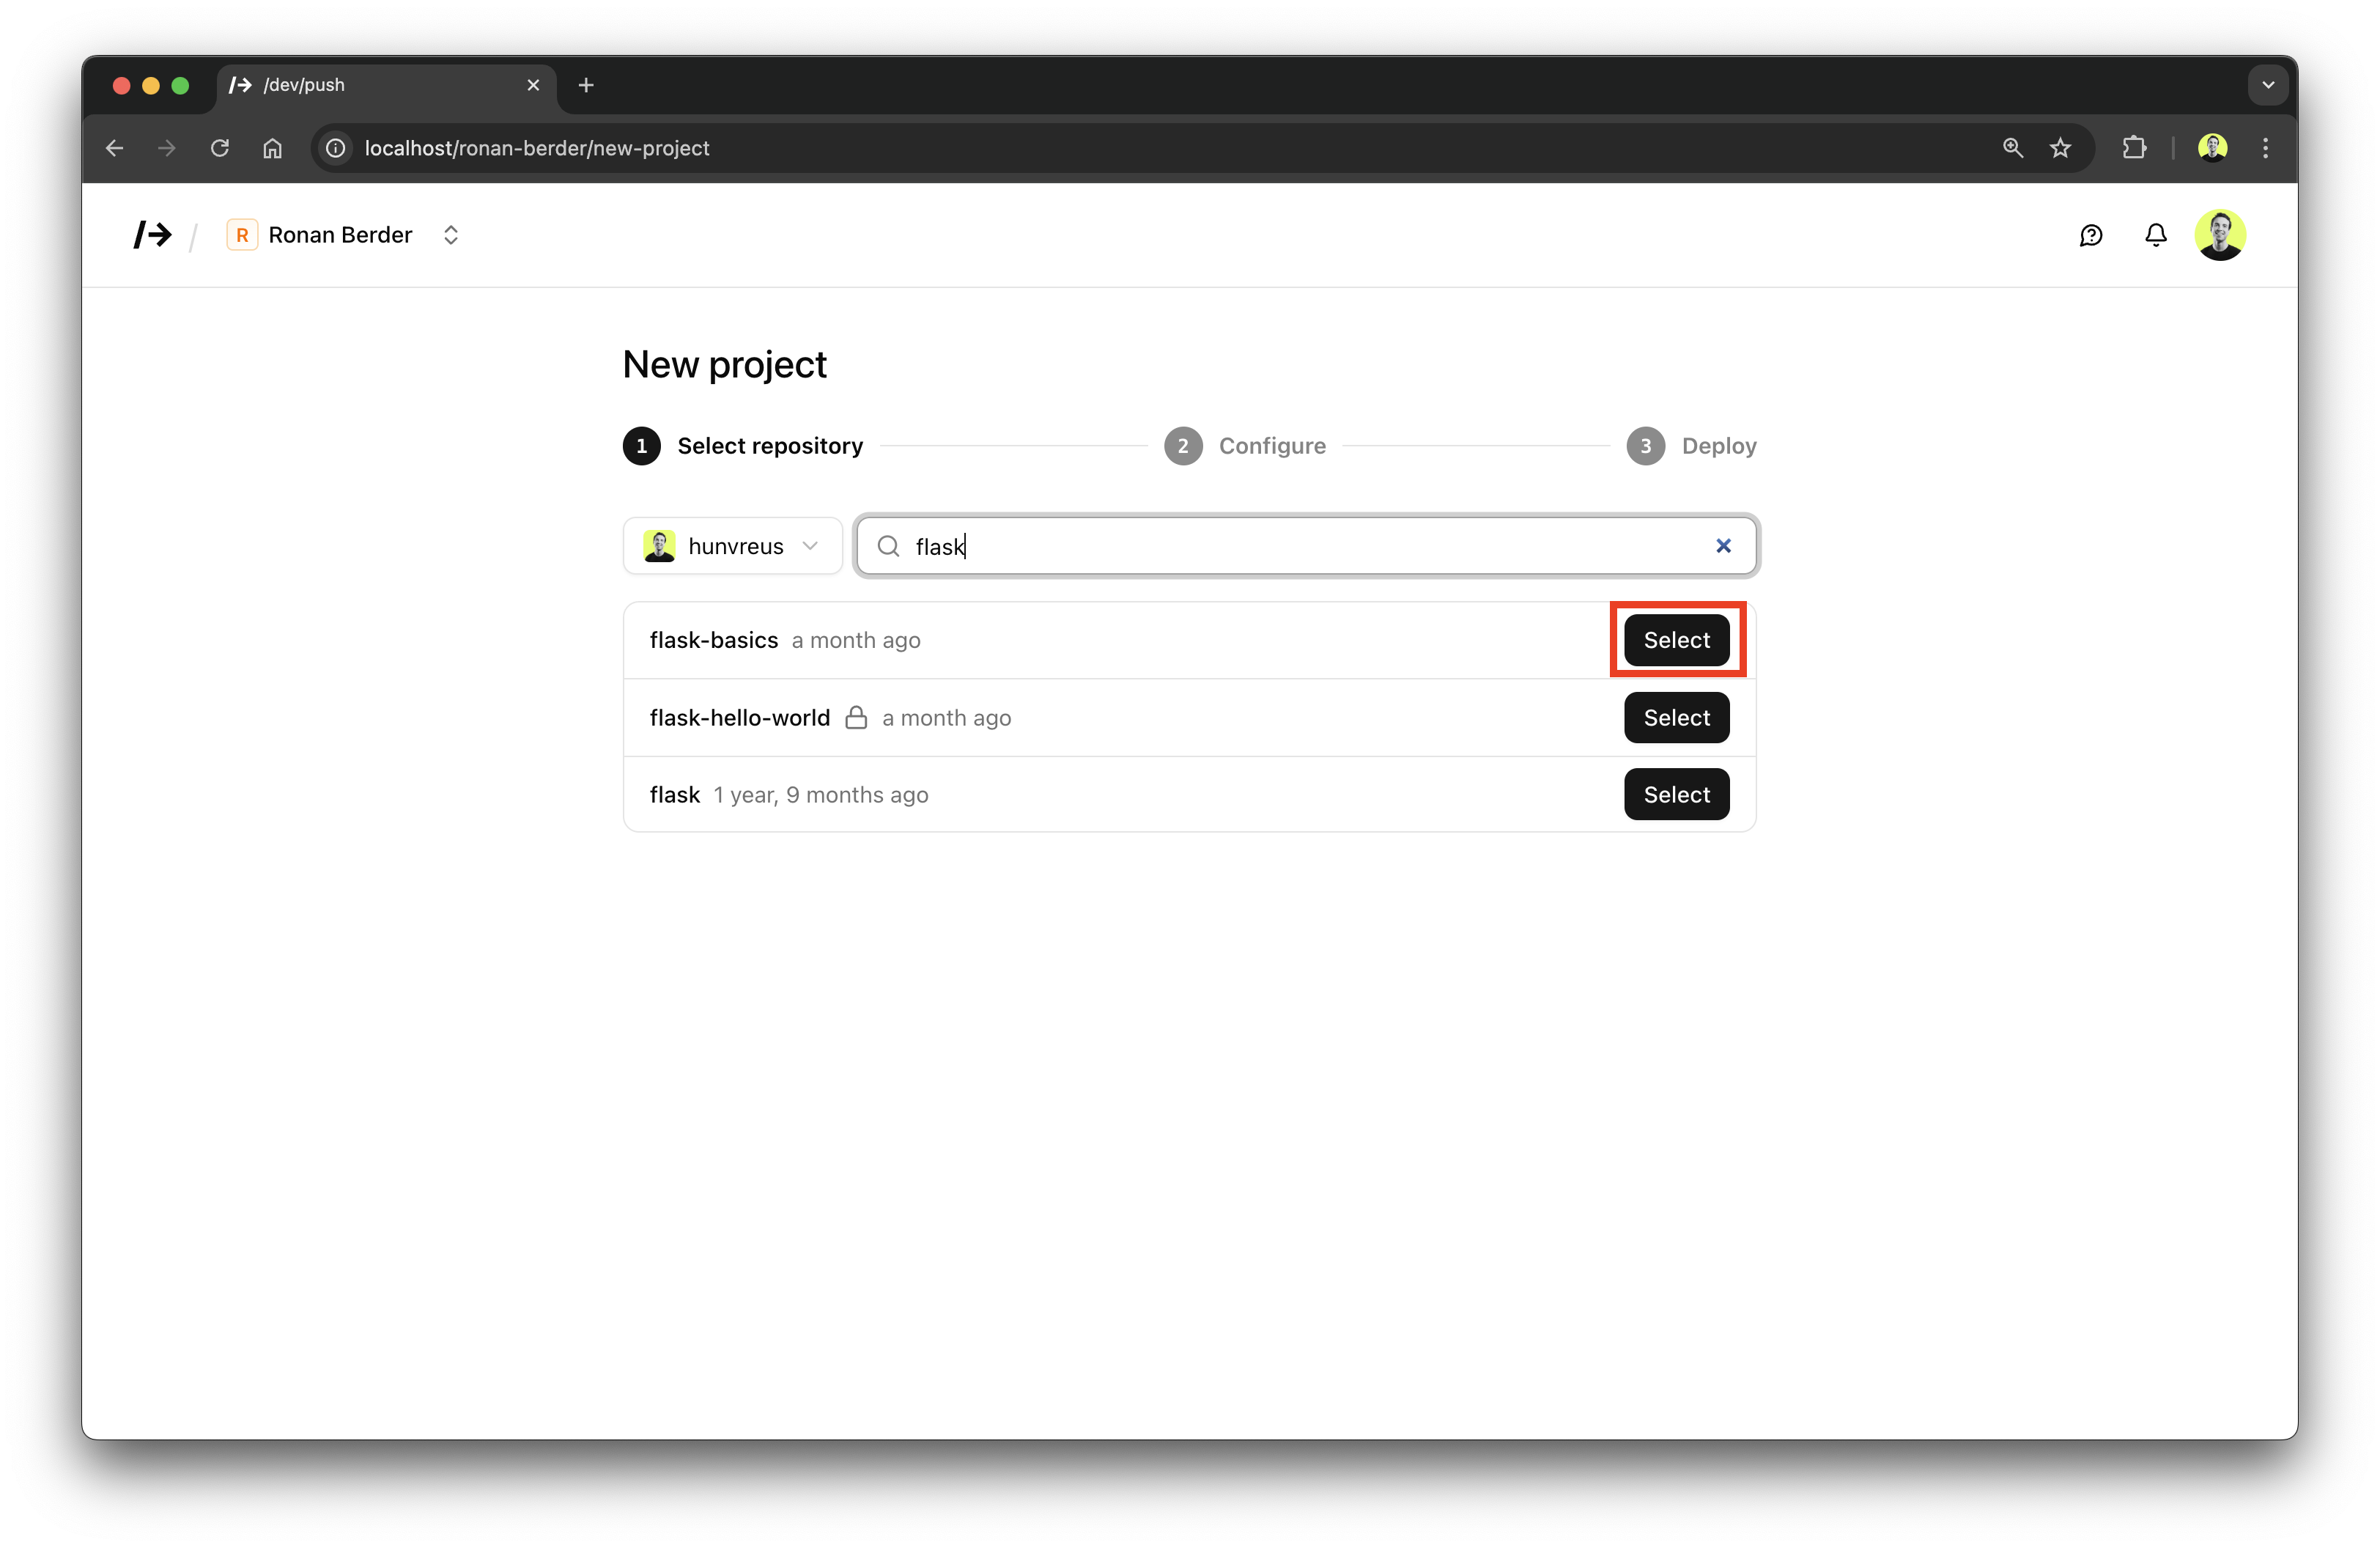 /dev/push
localhost/ronan-berder/new-project
R Ronan Berder
New project
1 Select repository 2 Configure 3 Deploy
hunvreus flask
flask-basics a month ago Select
flask-hello-world a month ago Select
flask 1 year, 9 months ago Select